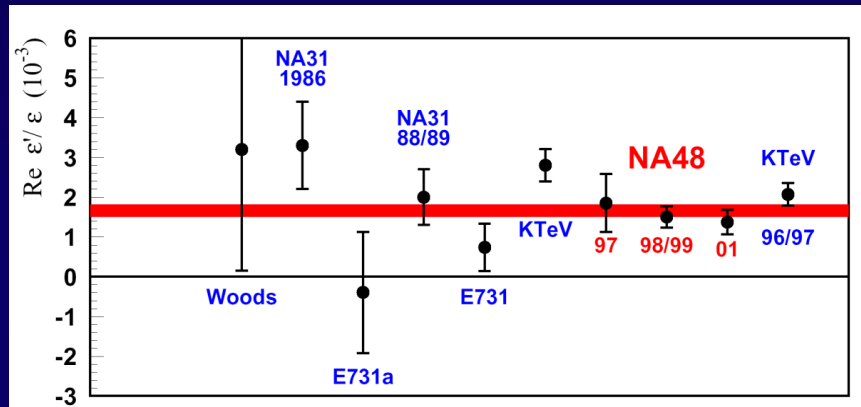 Re ε'/ε (10⁻³)
6
5
4
3
2
1
0
-1
-2
-3
NA31
1986
NA31
88/89
NA48
KTeV
KTeV
97
98/99
01
96/97
Woods
E731
E731a